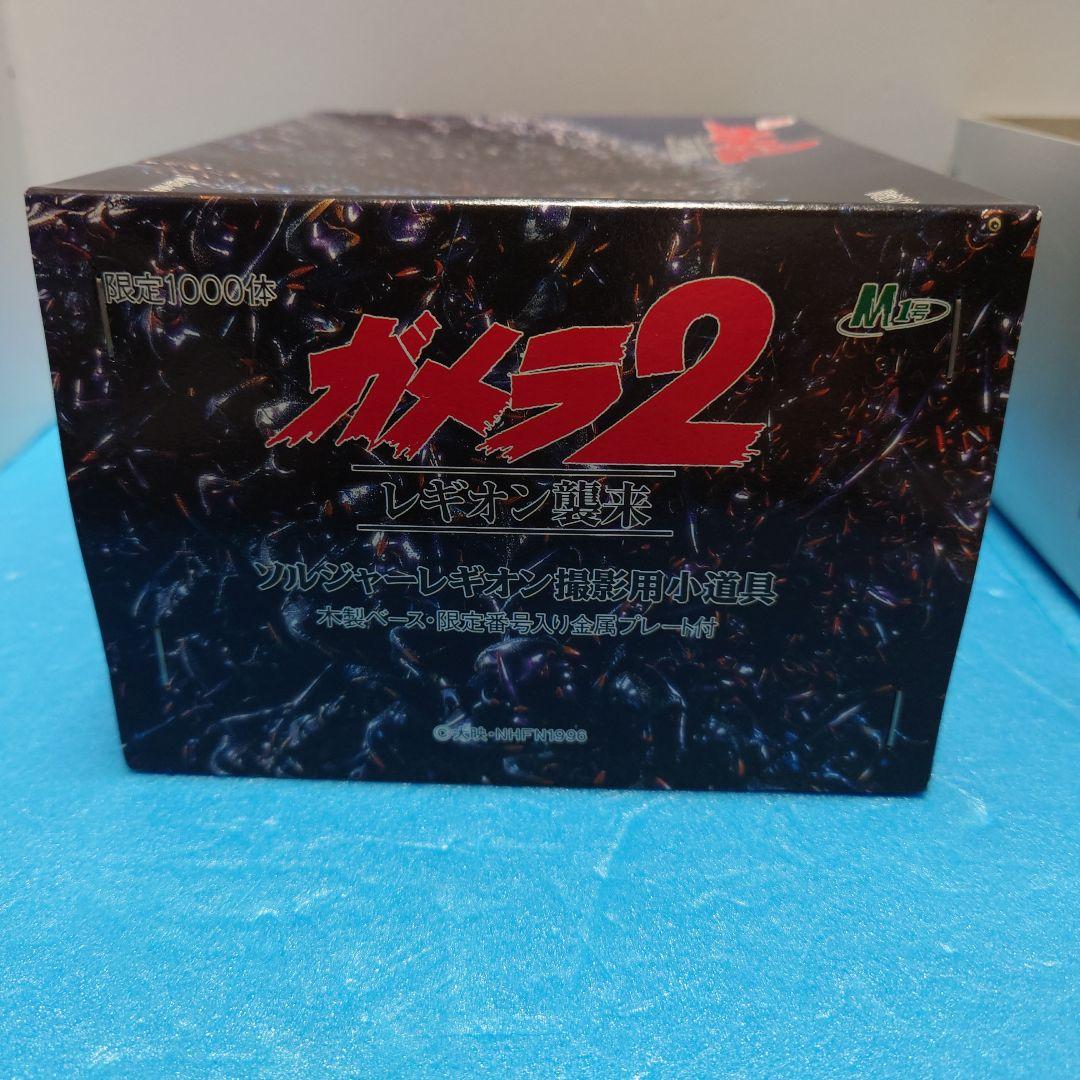 限定1000体
M1号
ガメラ2
レギオン襲来
ソルジャーレギオン撮影用小道具
木製ベース・限定番号入り金属プレート付
©大映・NHFN1996